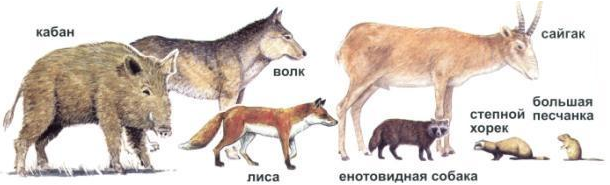 кабан
волк
лиса
сайгак
енотовидная собака
степной
хорек
большая
песчанка